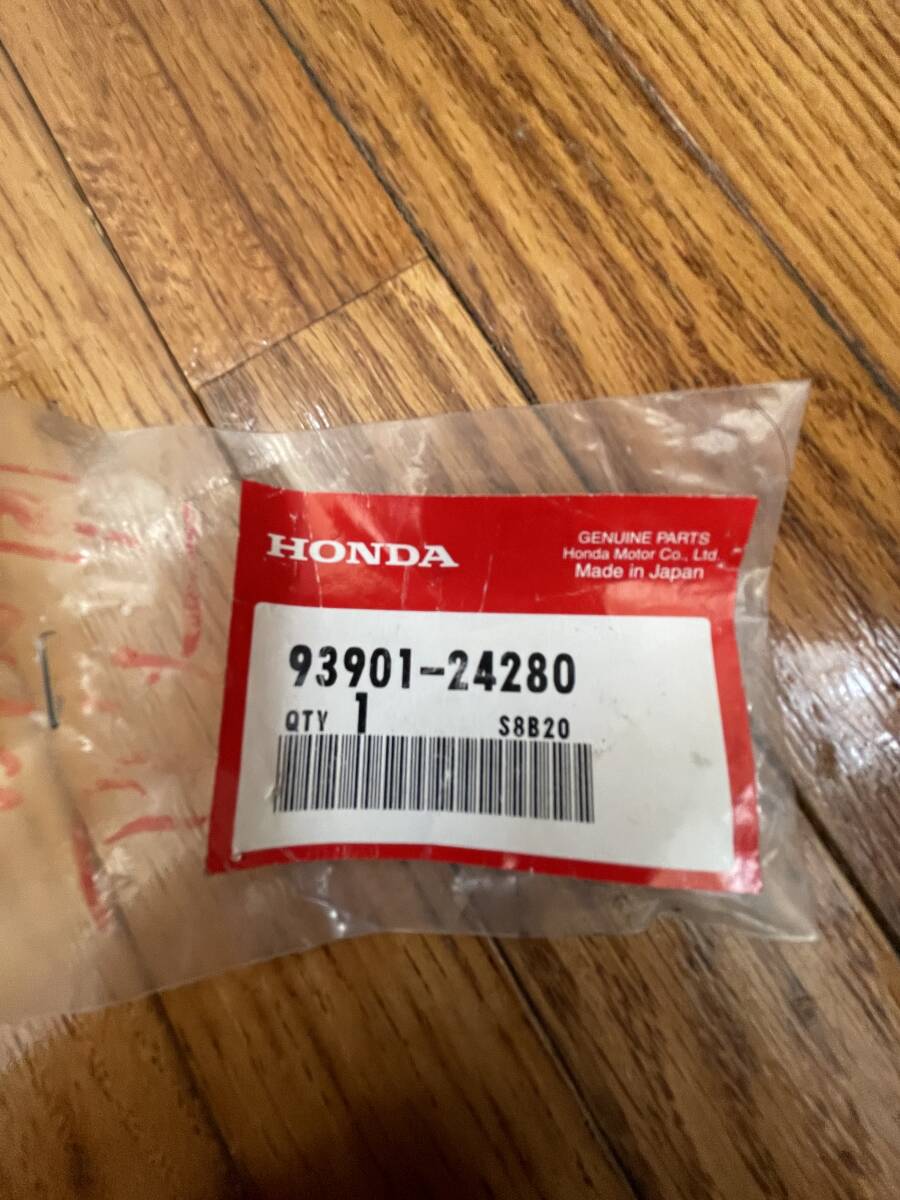 HONDA
GENUINE PARTS
Honda Motor Co., Ltd.
Made in Japan
93901-24280
QTY 1 S8B20